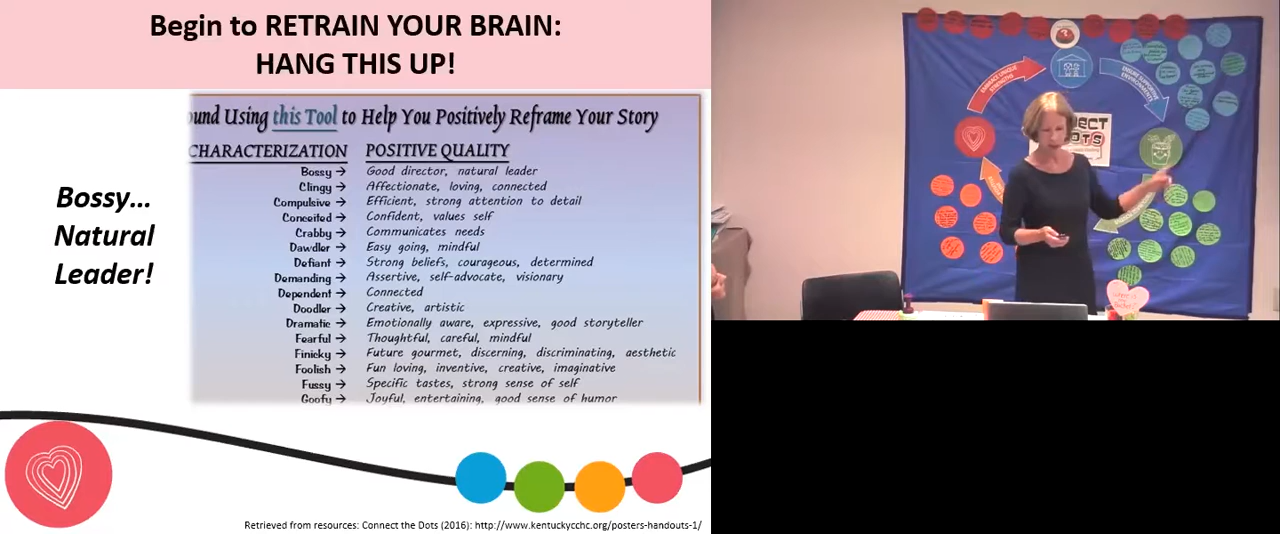 Begin to RETRAIN YOUR BRAIN:
HANG THIS UP!
Using this Tool to Help You Positively Reframe Your Story
CHARACTERIZATION POSITIVE QUALITY
Bossy → Good director, natural leader
Clingy → Affectionate, loving, connected
Compulsive → Efficient, strong attention to detail
Conceited → Confident, values self
Crabby → Communicates needs
Dawdler → Easy going, mindful
Defiant → Strong beliefs, courageous, determined
Demanding → Assertive, self-advocate, visionary
Dependent → Connected
Doodler → Creative, artistic
Dramatic → Emotionally aware, expressive, good storyteller
Fearful → Thoughtful, careful, mindful
Finicky → Future gourmet, discerning, discriminating, aesthetic
Foolish → Fun loving, inventive, creative, imaginative
Fussy → Specific tastes, strong sense of self
Goofy → Joyful, entertaining, good sense of humor
Bossy...
Natural
Leader!
Retrieved from resources: Connect the Dots (2016): http://www.kentuckycchc.org/posters-handouts-1/
EMBRACE UNIQUE
STRENGTHS
ENSURE SUPPORTIVE
ENVIRONMENTS